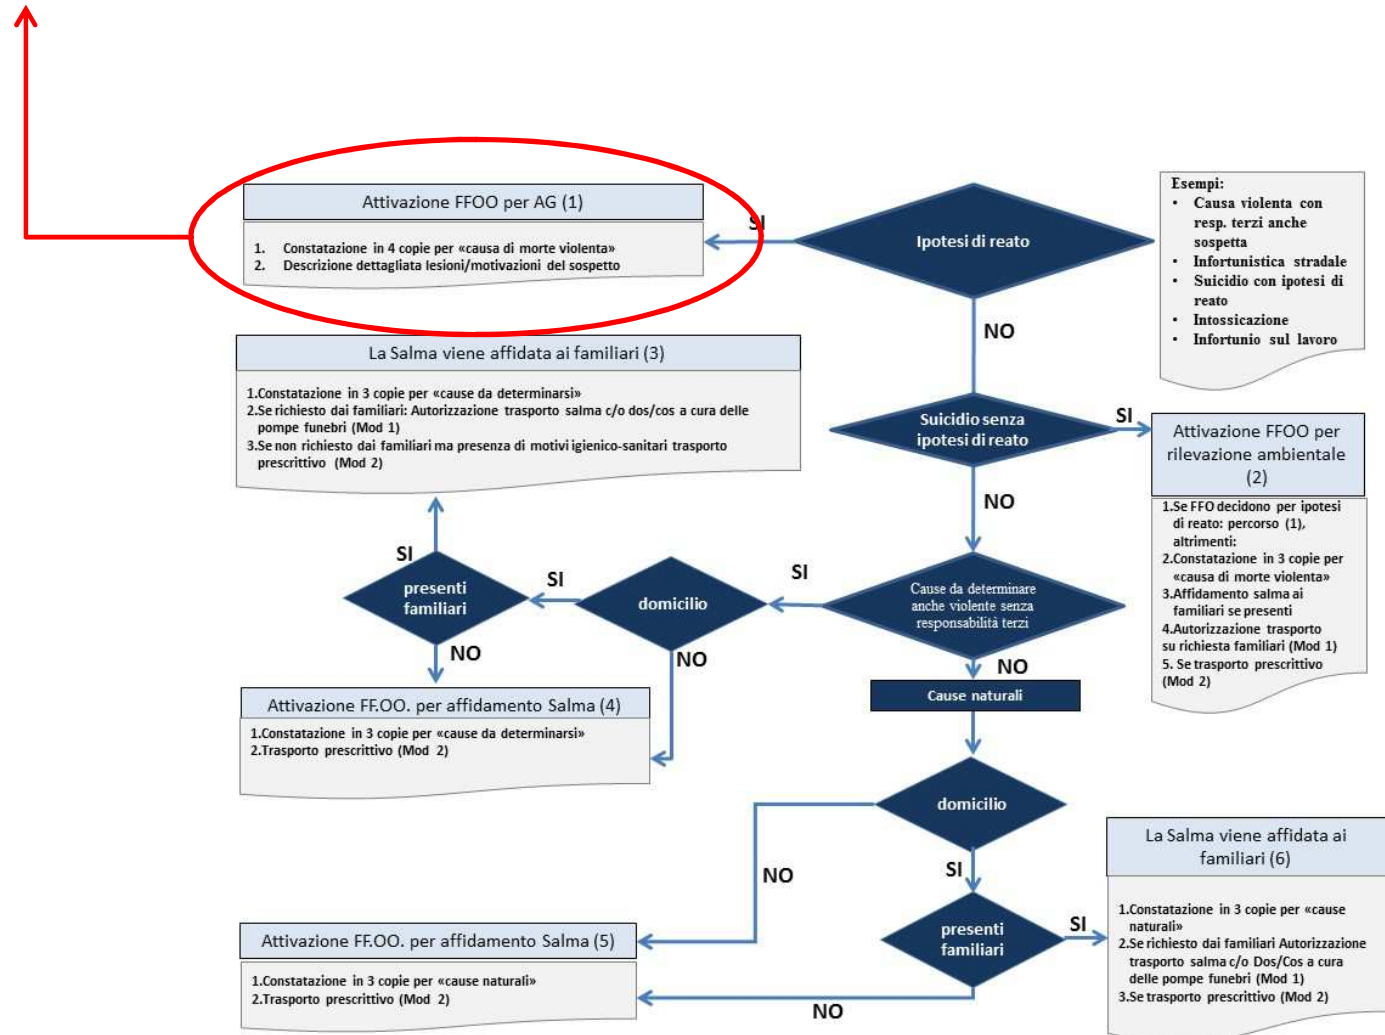 Attivazione FFOO per AG (1)
1. Constatazione in 4 copie per «causa di morte violenta»
2. Descrizione dettagliata lesioni/motivazioni del sospetto
SI
Ipotesi di reato
Esempi:
• Causa violenta con
resp. terzi anche
sospetta
• Infortunistica stradale
• Suicidio con ipotesi di
reato
• Intossicazione
• Infortunio sul lavoro
NO
La Salma viene affidata ai familiari (3)
1.Constatazione in 3 copie per «cause da determinarsi»
2.Se richiesto dai familiari: Autorizzazione trasporto salma c/o dos/cos a cura delle
pompe funebri (Mod 1)
3.Se non richiesto dai familiari ma presenza di motivi igienico-sanitari trasporto
prescrittivo (Mod 2)
Suicidio senza
ipotesi di reato
SI
Attivazione FFOO per
rilevazione ambientale
(2)
1.Se FFO decidono per ipotesi
di reato: percorso (1),
altrimenti:
2.Constatazione in 3 copie per
«causa di morte violenta»
3.Affidamento salma ai
familiari se presenti
4.Autorizzazione trasporto
su richiesta familiari (Mod 1)
5. Se trasporto prescrittivo
(Mod 2)
NO
SI
presenti
familiari
SI
domicilio
SI
Cause da determinare
anche violente senza
responsabilità terzi
NO
NO
NO
Cause naturali
Attivazione FF.OO. per affidamento Salma (4)
1.Constatazione in 3 copie per «cause da determinarsi»
2.Trasporto prescrittivo (Mod 2)
domicilio
NO
SI
La Salma viene affidata ai
familiari (6)
1.Constatazione in 3 copie per «cause
naturali»
2.Se richiesto dai familiari Autorizzazione
trasporto salma c/o Dos/Cos a cura
delle pompe funebri (Mod 1)
3.Se trasporto prescrittivo (Mod 2)
presenti
familiari
SI
Attivazione FF.OO. per affidamento Salma (5)
1.Constatazione in 3 copie per «cause naturali»
2.Trasporto prescrittivo (Mod 2)
NO